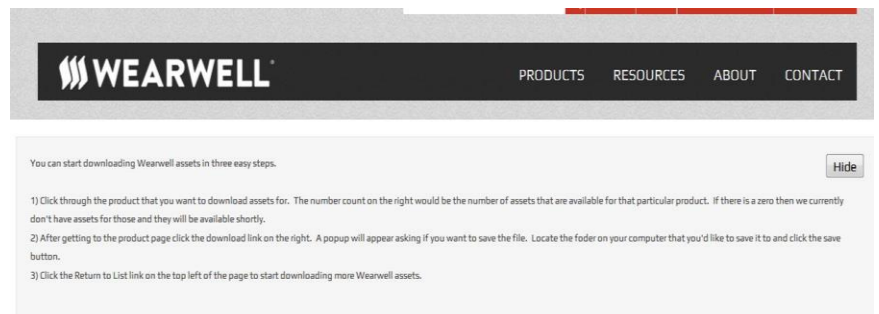 WEARWELL
PRODUCTS RESOURCES ABOUT CONTACT
You can start downloading Wearwell assets in three easy steps.
Hide
1) Click through the product that you want to download assets for. The number count on the right would be the number of assets that are available for that particular product. If there is a zero then we currently
don't have assets for those and they will be available shortly.
2) After getting to the product page click the download link on the right. A popup will appear asking if you want to save the file. Locate the foder on your computer that you'd like to save it to and click the save
button.
3) Click the Return to List link on the top left of the page to start downloading more Wearwell assets.